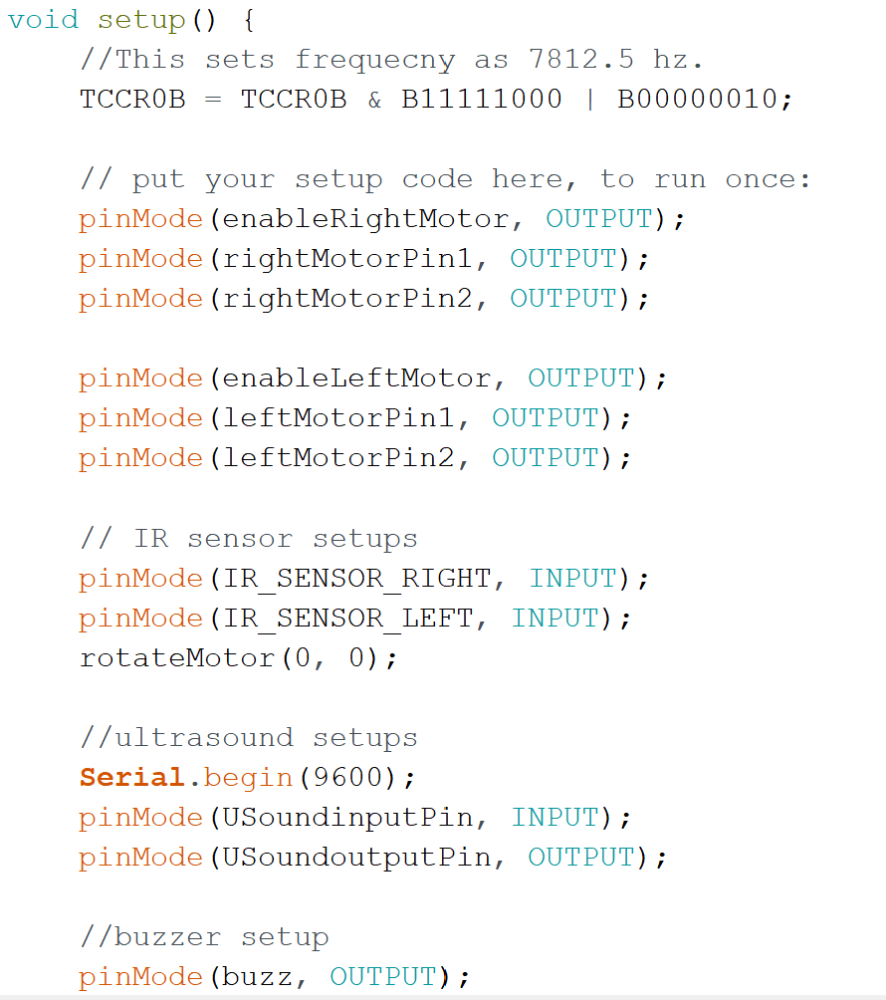 void setup() {
//This sets frequecny as 7812.5 hz.
TCCR0B = TCCR0B & B11111000 | B00000010;
// put your setup code here, to run once:
pinMode(enableRightMotor, OUTPUT);
pinMode(rightMotorPin1, OUTPUT);
pinMode(rightMotorPin2, OUTPUT);
pinMode(enableLeftMotor, OUTPUT);
pinMode(leftMotorPin1, OUTPUT);
pinMode(leftMotorPin2, OUTPUT);
// IR sensor setups
pinMode(IR_SENSOR_RIGHT, INPUT);
pinMode(IR_SENSOR_LEFT, INPUT);
rotateMotor(0, 0);
//ultrasound setups
Serial.begin(9600);
pinMode(USoundinputPin, INPUT);
pinMode(USoundoutputPin, OUTPUT);
//buzzer setup
pinMode(buzz, OUTPUT);